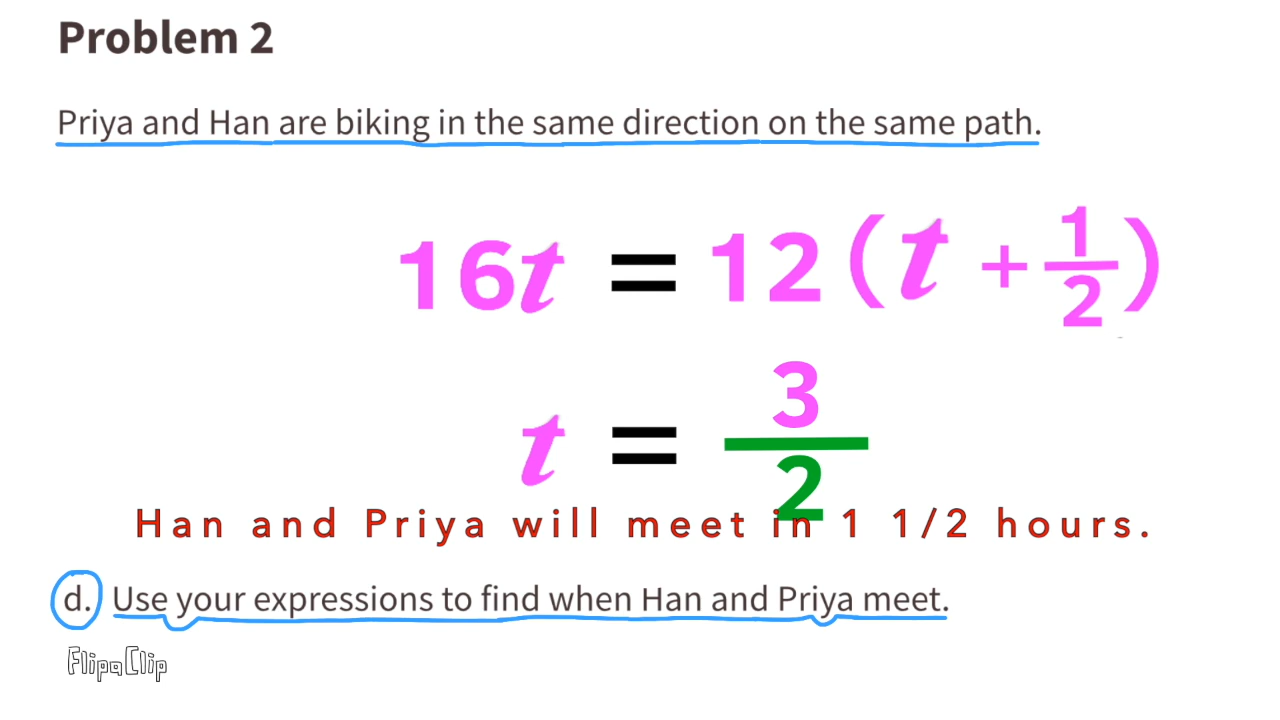 Problem 2
Priya and Han are biking in the same direction on the same path.
16t = 12(t + 1/2)
t = 3/2
Han and Priya will meet in 1 1/2 hours.
d. Use your expressions to find when Han and Priya meet.
FlipaClip